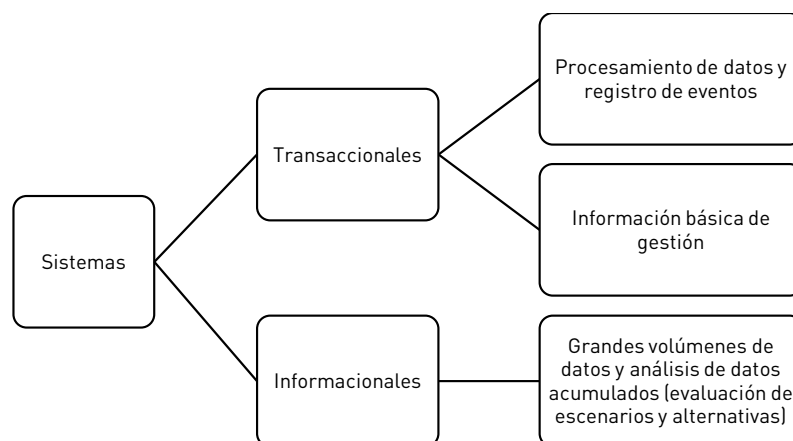 Sistemas
Transaccionales
Procesamiento de datos y
registro de eventos
Información básica de
gestión
Informacionales
Grandes volúmenes de
datos y análisis de datos
acumulados (evaluación de
escenarios y alternativas)